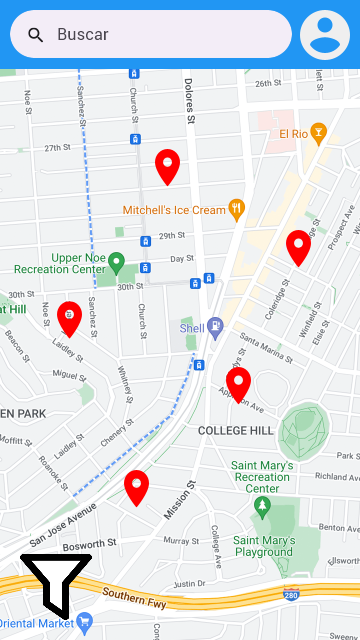 Buscar
Noe St
Sanchez St
Church St
Dolores St
26th St
El Rio
27th St
Prospect Ave
Mitchell's Ice Cream
29th St
Day St
Upper Noe
Recreation Center
30th St
30th St
Coleridge St
Noe St
Sanchez St
Church St
Winfield St
Elsie St
Shell
Santa Marina St
Beacon St
Laidley St
Miguel St
Whitney St
Appleton Ave
EN PARK
Moffitt St
Laidley St
Chenery St
COLLEGE HILL
Roanoke St
Saint Mary's
Recreation
Center
Park S
Richland Ave
Mission St
San Jose Avenue
Bosworth St
Murray St
College Ave
Saint Mary's
Playground
Benton Ave
Justin Dr
Southern Fwy
280
Oriental Market